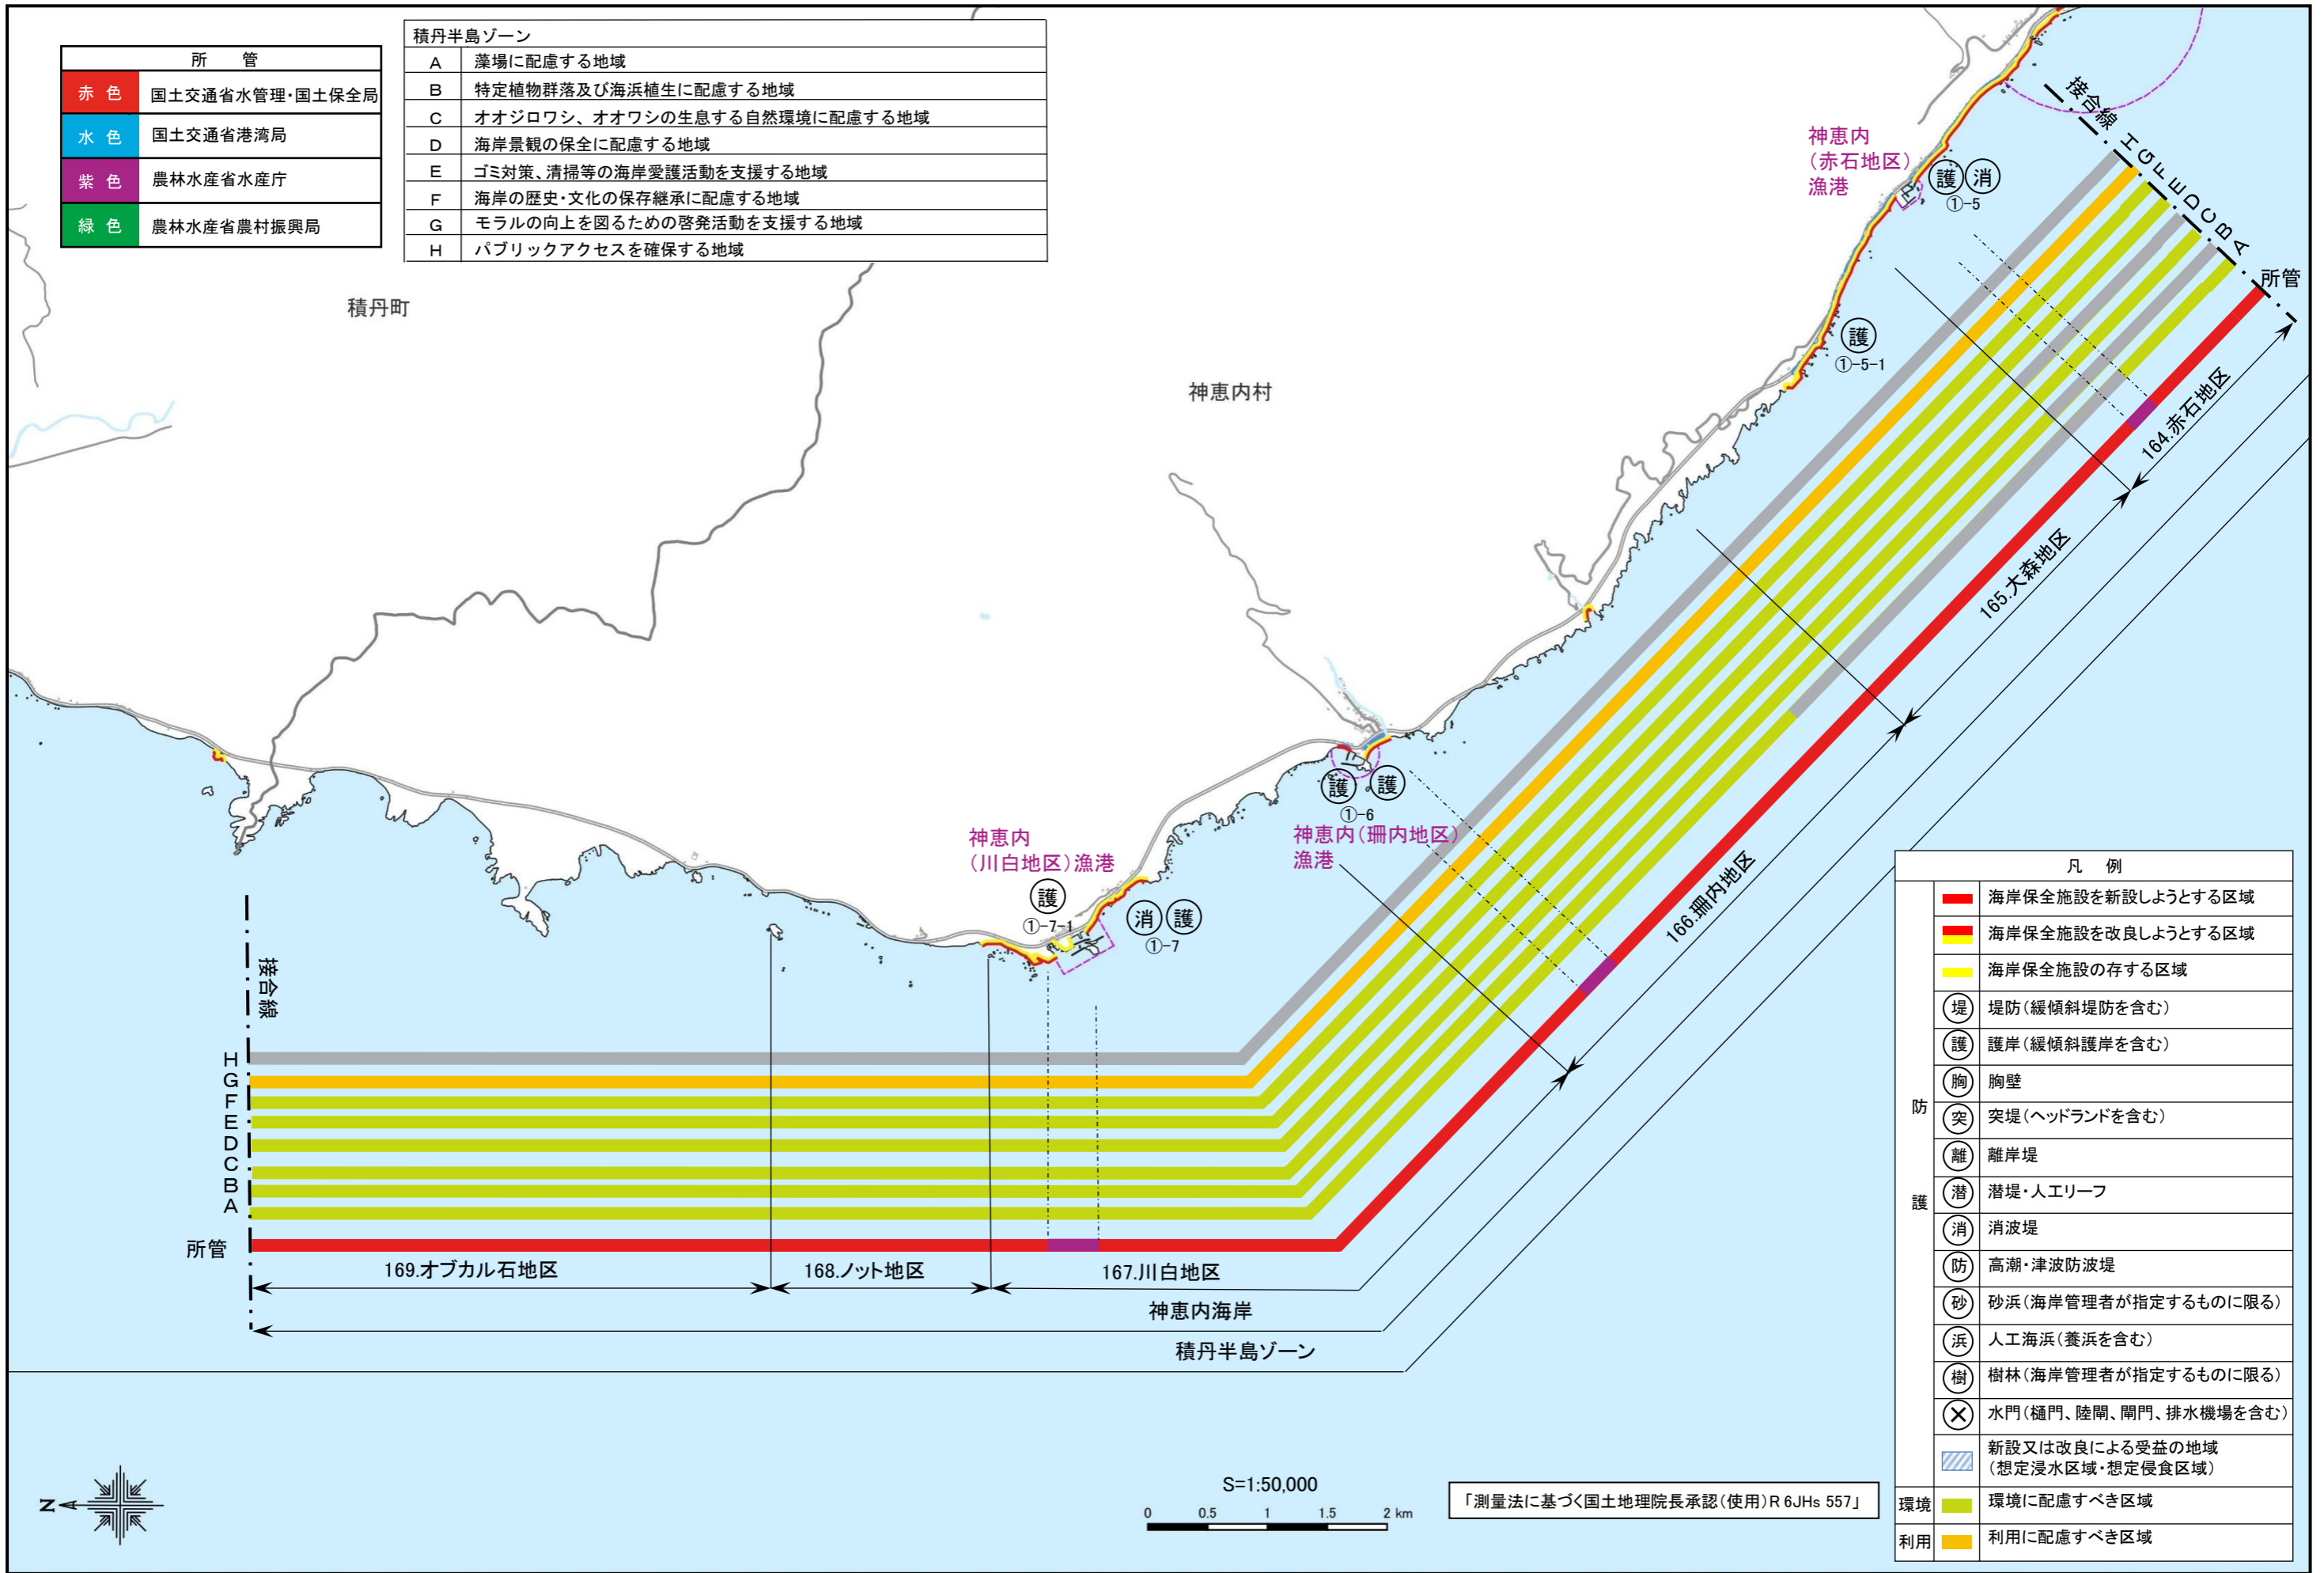 所　管
赤 色 国土交通省水管理・国土保全局
水 色 国土交通省港湾局
紫 色 農林水産省水産庁
緑 色 農林水産省農村振興局
積丹半島ゾーン
A 藻場に配慮する地域
B 特定植物群落及び海浜植生に配慮する地域
C オオジロワシ、オオワシの生息する自然環境に配慮する地域
D 海岸景観の保全に配慮する地域
E ゴミ対策、清掃等の海岸愛護活動を支援する地域
F 海岸の歴史・文化の保存継承に配慮する地域
G モラルの向上を図るための啓発活動を支援する地域
H パブリックアクセスを確保する地域
積丹町
神恵内村
神恵内
（赤石地区）
漁港
護 消
①-5
護
①-5-1
接合線
H
G
F
E
D
C
B
A
所管
164.赤石地区
165.大森地区
166.珊内地区
護 護
①-6
神恵内（珊内地区）
漁港
神恵内
（川白地区）漁港
護
①-7-1
消 護
①-7
接合線
H
G
F
E
D
C
B
A
所管
169.オブカル石地区
168.ノット地区
167.川白地区
神恵内海岸
積丹半島ゾーン
凡　例
防護
海岸保全施設を新設しようとする区域
海岸保全施設を改良しようとする区域
海岸保全施設の存する区域
堤 堤防（緩傾斜堤防を含む）
護 護岸（緩傾斜護岸を含む）
胸 胸壁
突 突堤（ヘッドランドを含む）
離 離岸堤
潜 潜堤・人工リーフ
消 消波堤
防 高潮・津波防波堤
砂 砂浜（海岸管理者が指定するものに限る）
浜 人工海浜（養浜を含む）
樹 樹林（海岸管理者が指定するものに限る）
水門（樋門、陸閘、閘門、排水機場を含む）
新設又は改良による受益の地域
（想定浸水区域・想定侵食区域）
環境 環境に配慮すべき区域
利用 利用に配慮すべき区域
N
S=1:50,000
0 0.5 1 1.5 2 km
「測量法に基づく国土地理院長承認（使用）R 6JHs 557」